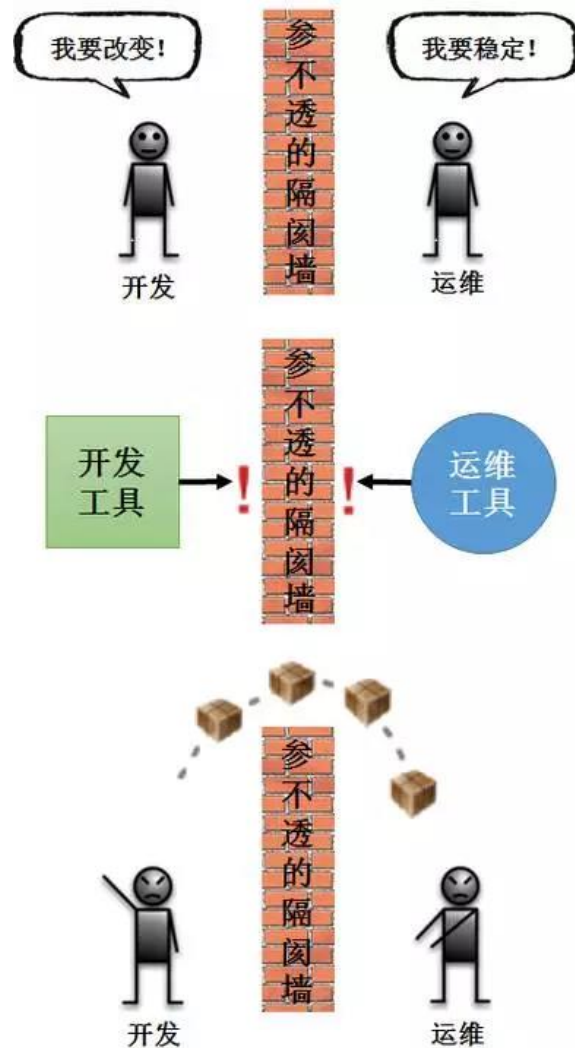 我要改变!
我要稳定!
参不透的隔阂墙
开发
运维
开发
工具
参不透的隔阂墙
运维
工具
!
!
参不透的隔阂墙
开发
运维